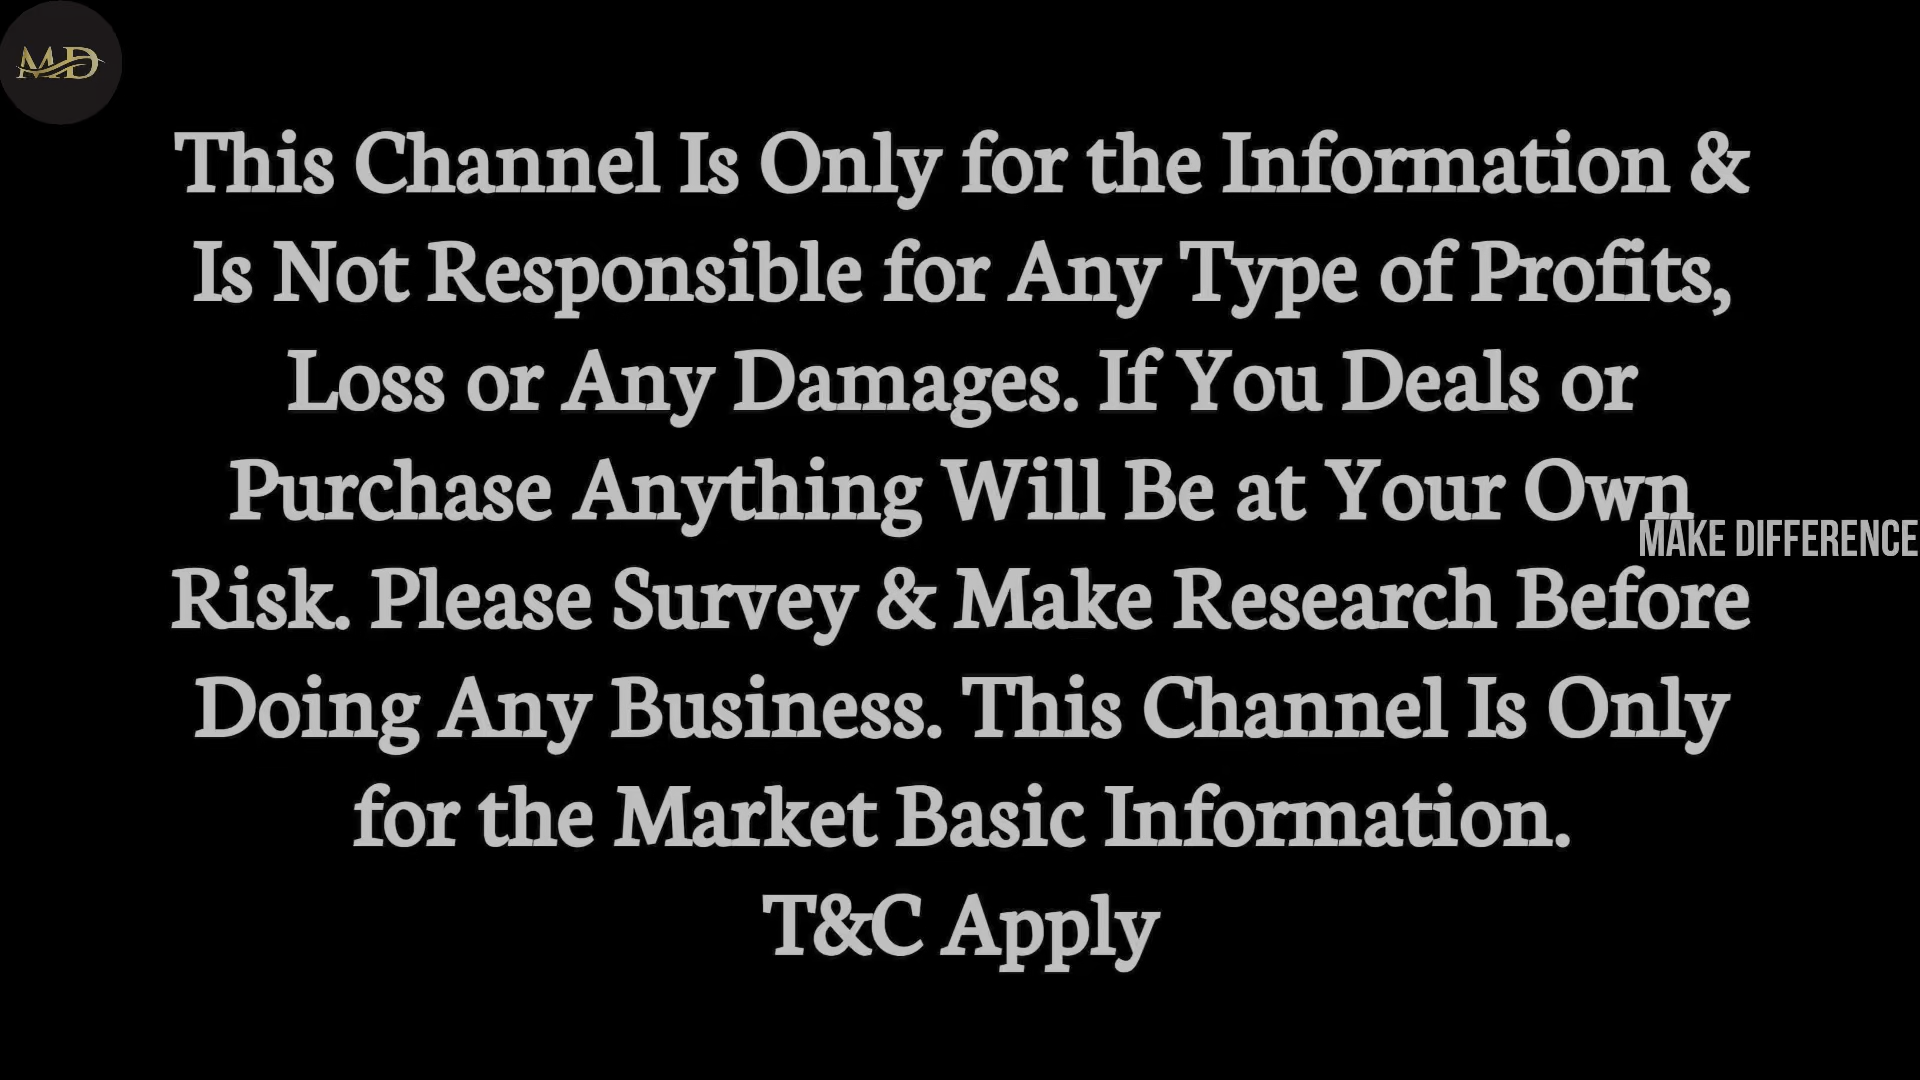 MD
This Channel Is Only for the Information &
Is Not Responsible for Any Type of Profits,
Loss or Any Damages. If You Deals or
Purchase Anything Will Be at Your Own
MAKE DIFFERENCE
Risk. Please Survey & Make Research Before
Doing Any Business. This Channel Is Only
for the Market Basic Information.
T&C Apply